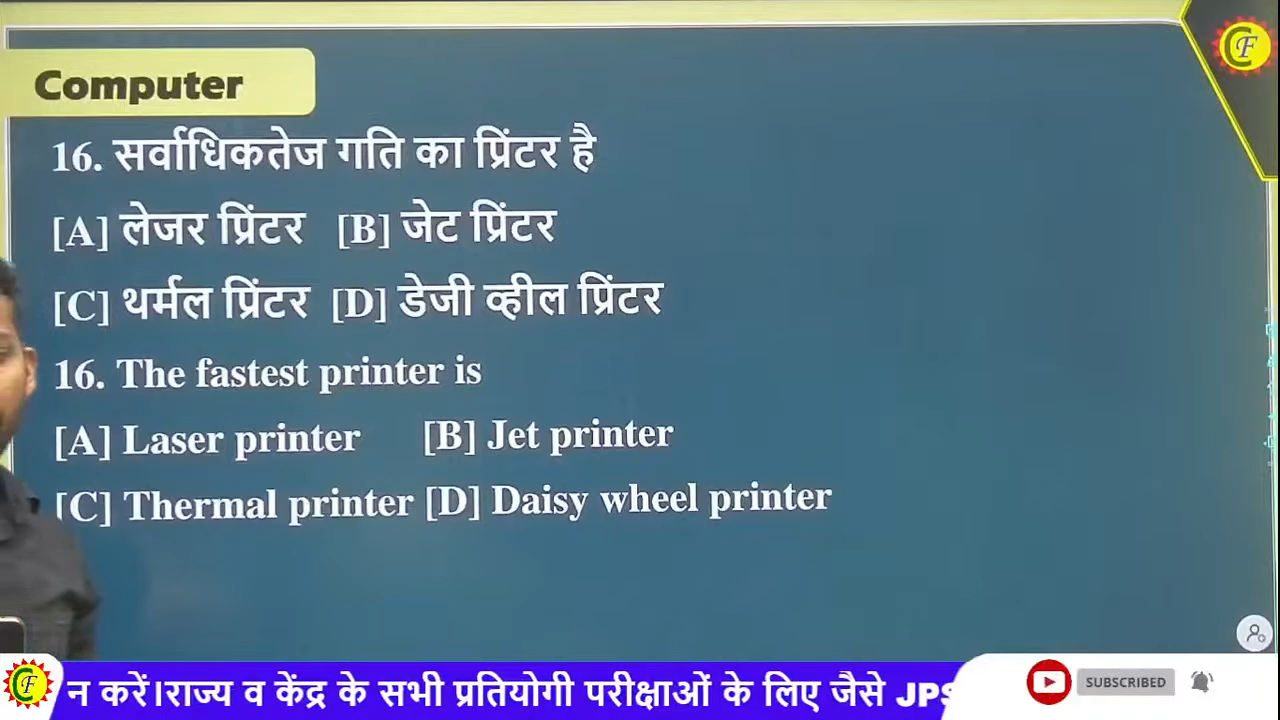 Computer
16. सर्वाधिकतेज गति का प्रिंटर है
[A] लेजर प्रिंटर [B] जेट प्रिंटर
[C] थर्मल प्रिंटर [D] डेजी व्हील प्रिंटर
16. The fastest printer is
[A] Laser printer [B] Jet printer
[C] Thermal printer [D] Daisy wheel printer
न करें।राज्य व केंद्र के सभी प्रतियोगी परीक्षाओं के लिए जैसे JPS
SUBSCRIBED